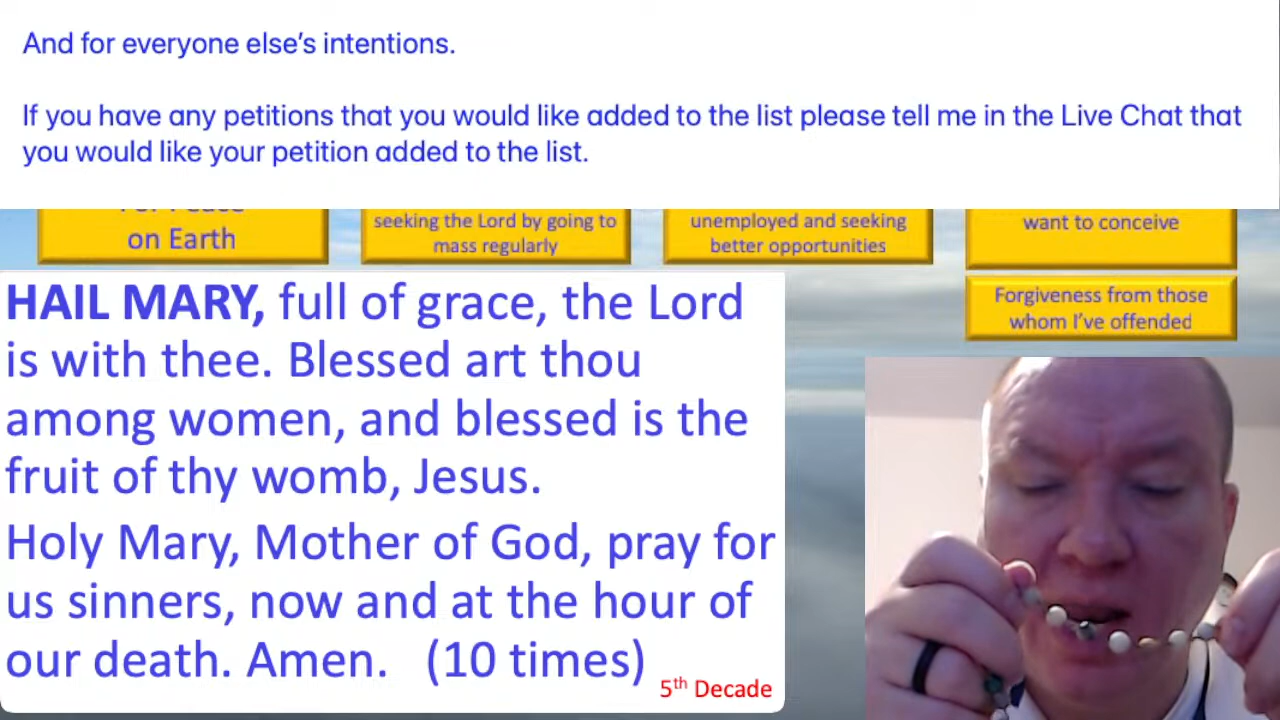 And for everyone else's intentions.
If you have any petitions that you would like added to the list please tell me in the Live Chat that
you would like your petition added to the list.
on Earth
seeking the Lord by going to
mass regularly
unemployed and seeking
better opportunities
want to conceive
Forgiveness from those
whom I've offended
HAIL MARY, full of grace, the Lord
is with thee. Blessed art thou
among women, and blessed is the
fruit of thy womb, Jesus.
Holy Mary, Mother of God, pray for
us sinners, now and at the hour of
our death. Amen. (10 times)
5th Decade